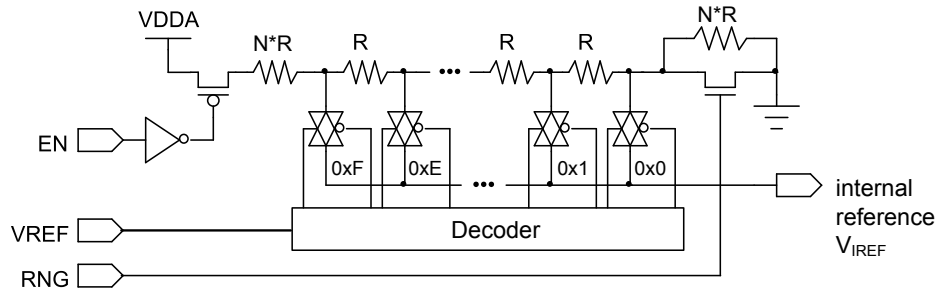 VDDA
N*R
R
R
R
N*R
EN
0xF
0xE
0x1
0x0
•••
•••
internal
reference
VIREF
VREF
Decoder
RNG